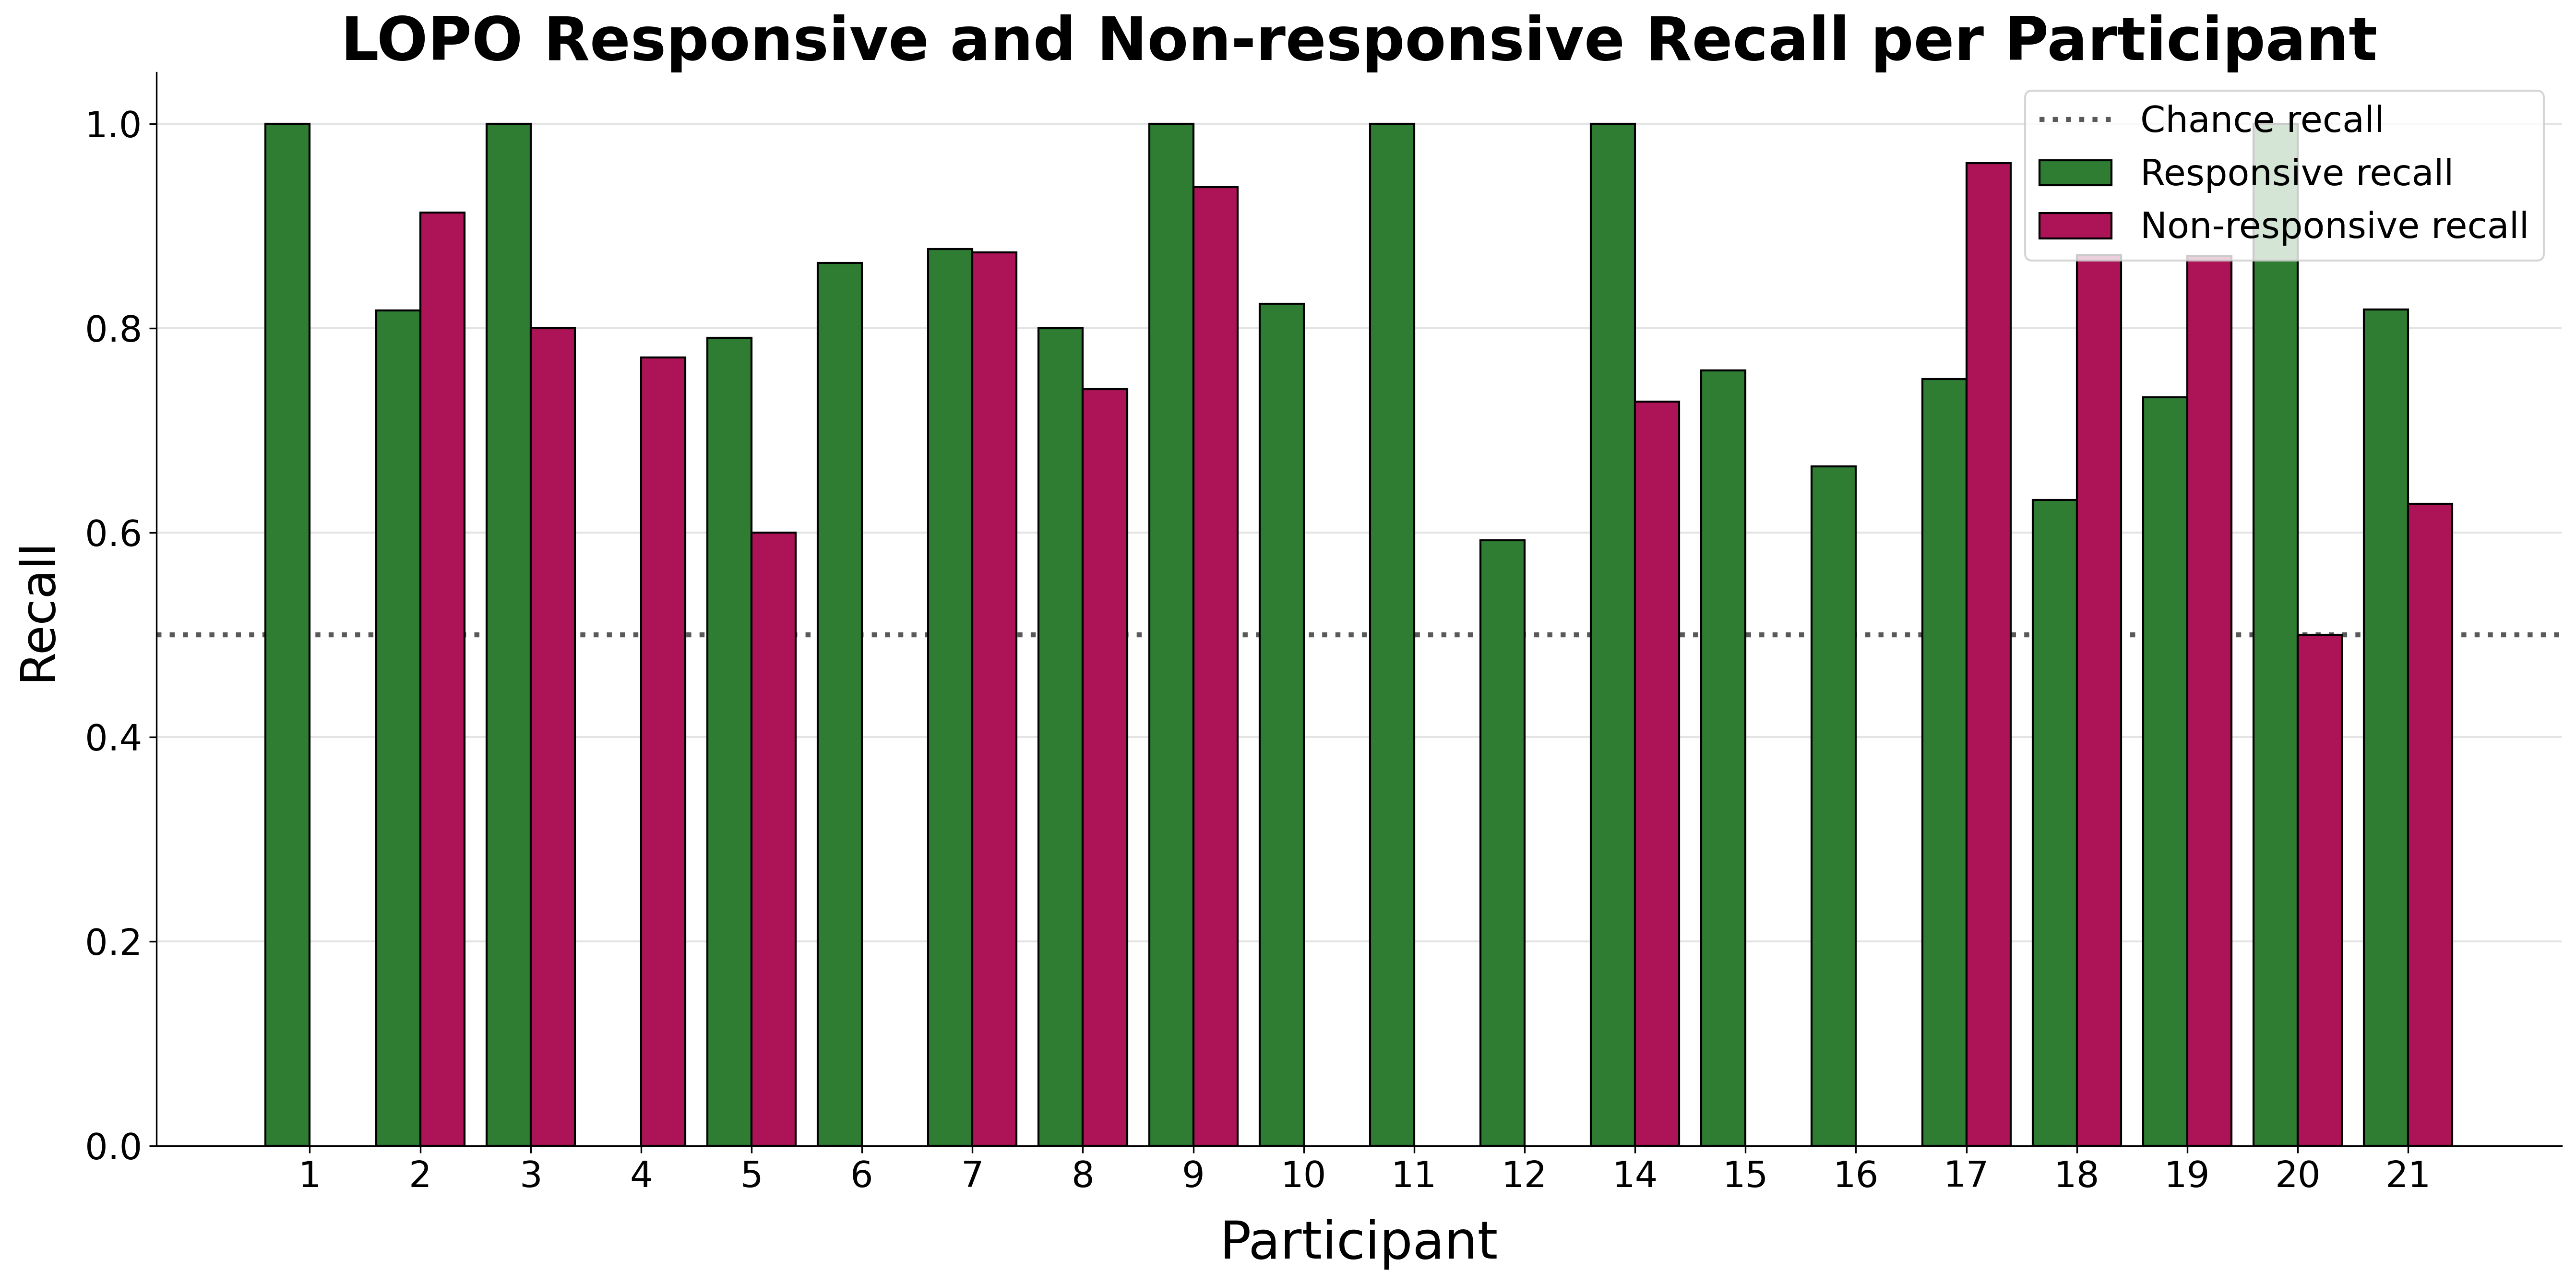 LOPO Responsive and Non-responsive Recall per Participant
Chance recall
Responsive recall
Non-responsive recall
Recall
1.0
0.8
0.6
0.4
0.2
0.0
1 2 3 4 5 6 7 8 9 10 11 12 14 15 16 17 18 19 20 21
Participant